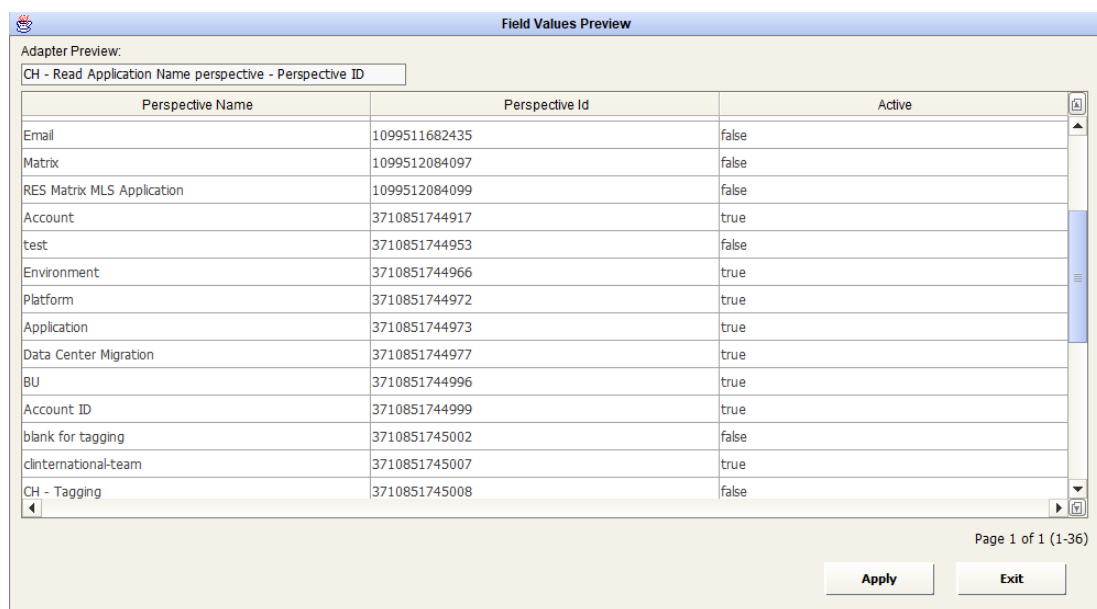 Field Values Preview
Adapter Preview:
CH - Read Application Name perspective - Perspective ID
Perspective Name Perspective Id Active
Email 1099511682435 false
Matrix 1099512084097 false
RES Matrix MLS Application 1099512084099 false
Account 3710851744917 true
test 3710851744953 false
Environment 3710851744966 true
Platform 3710851744972 true
Application 3710851744973 true
Data Center Migration 3710851744977 true
BU 3710851744996 true
Account ID 3710851744999 true
blank for tagging 3710851745002 false
clinternational-team 3710851745007 true
CH - Tagging 3710851745008 false
Page 1 of 1 (1-36)
Apply Exit